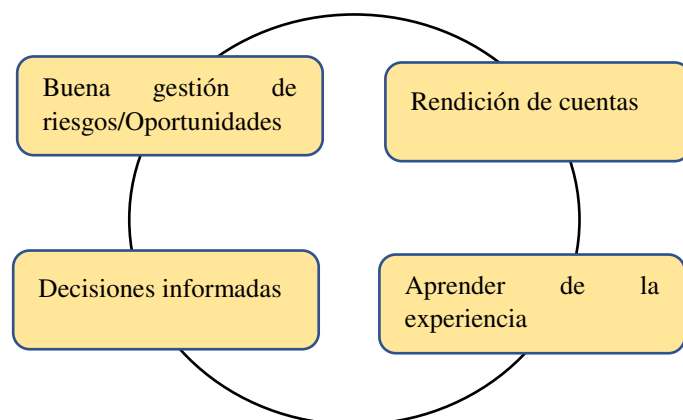 Buena gestión de
riesgos/Oportunidades
Rendición de cuentas
Decisiones informadas
Aprender de la
experiencia